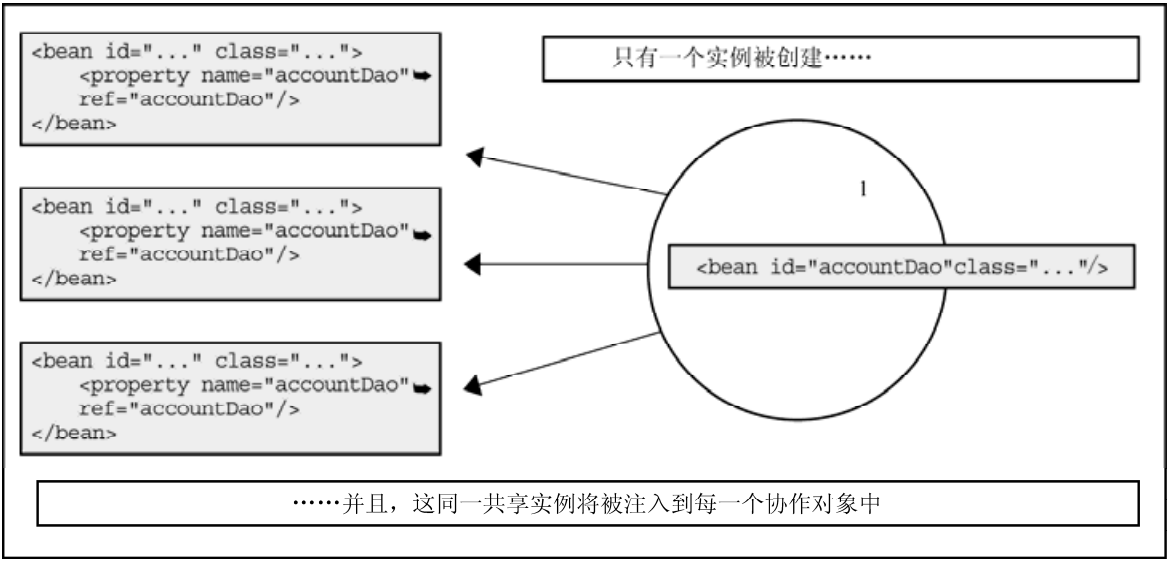 <bean id="..." class="...">
<property name="accountDao"
ref="accountDao"/>
</bean>
只有一个实例被创建……
<bean id="..." class="...">
<property name="accountDao"
ref="accountDao"/>
</bean>
1
<bean id="accountDao"class="..."/>
<bean id="..." class="...">
<property name="accountDao"
ref="accountDao"/>
</bean>
……并且，这同一共享实例将被注入到每一个协作对象中